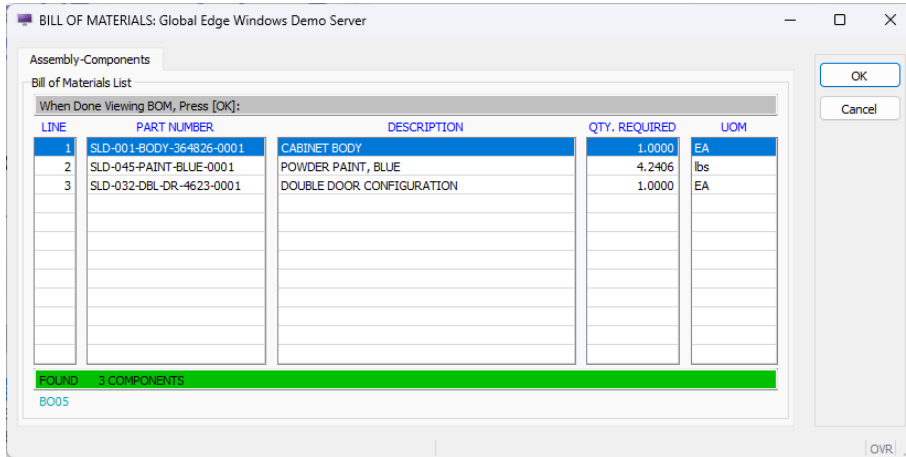 BILL OF MATERIALS: Global Edge Windows Demo Server
Assembly-Components
Bill of Materials List
When Done Viewing BOM, Press [OK]:
LINE PART NUMBER DESCRIPTION QTY. REQUIRED UOM
1 SLD-001-BODY-364826-0001 CABINET BODY 1.0000 EA
2 SLD-045-PAINT-BLUE-0001 POWDER PAINT, BLUE 4.2406 lbs
3 SLD-032-DBL-DR-4623-0001 DOUBLE DOOR CONFIGURATION 1.0000 EA
FOUND 3 COMPONENTS
BO05
OK
Cancel
OVR